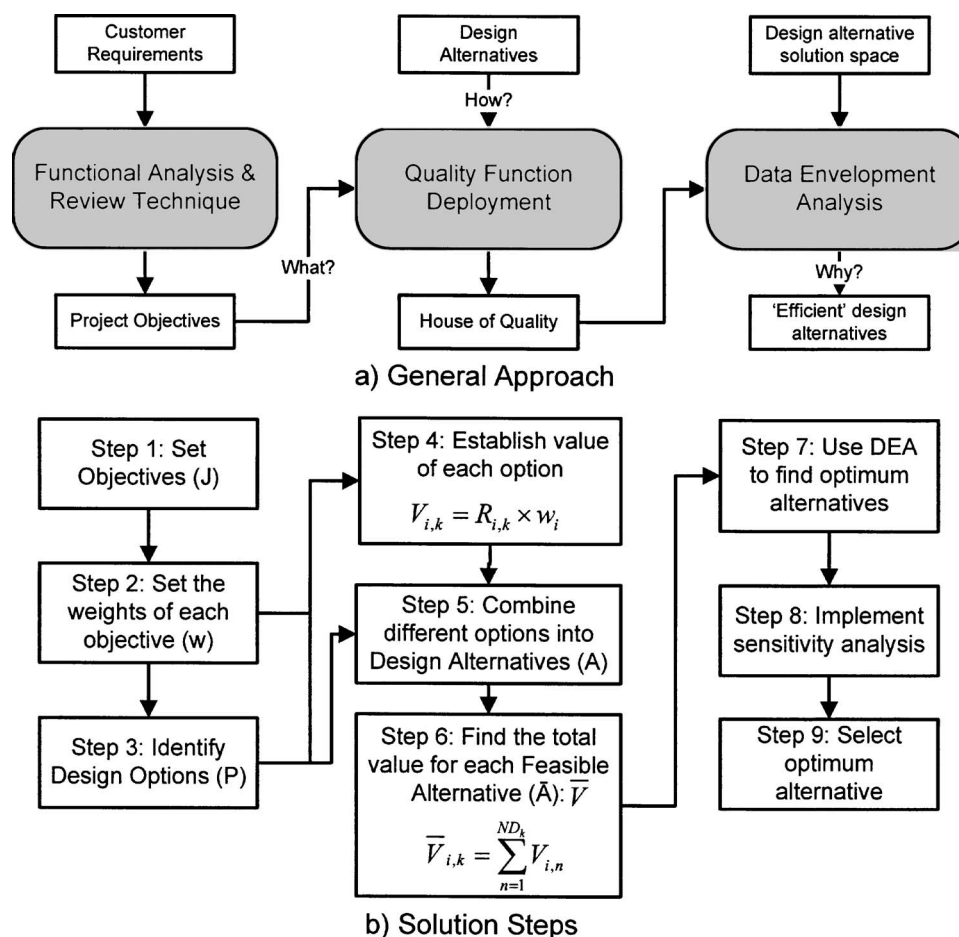 Customer
Requirements
Design
Alternatives
Design alternative
solution space
How?
Functional Analysis &
Review Technique
Quality Function
Deployment
Data Envelopment
Analysis
What?
Why?
Project Objectives
House of Quality
‘Efficient’ design
alternatives
a) General Approach
Step 1: Set
Objectives (J)
Step 2: Set the
weights of each
objective (w)
Step 3: Identify
Design Options (P)
Step 4: Establish value
of each option
V_{i,k} = R_{i,k} × w_i
Step 5: Combine
different options into
Design Alternatives (A)
Step 6: Find the total
value for each Feasible
Alternative (Ā): V̅
V̅_{i,k} = ∑_{n=1}^{ND_k} V_{i,n}
Step 7: Use DEA
to find optimum
alternatives
Step 8: Implement
sensitivity analysis
Step 9: Select
optimum
alternative
b) Solution Steps